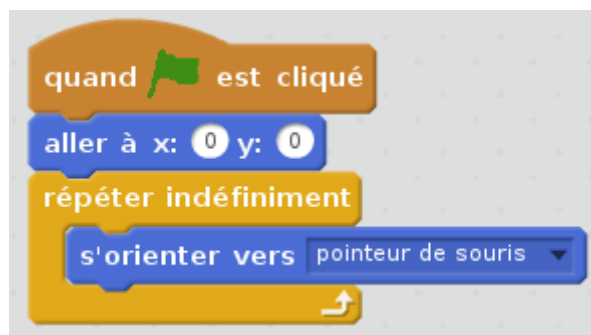 quand est cliqué
aller à x: 0 y: 0
répéter indéfiniment
s'orienter vers pointeur de souris